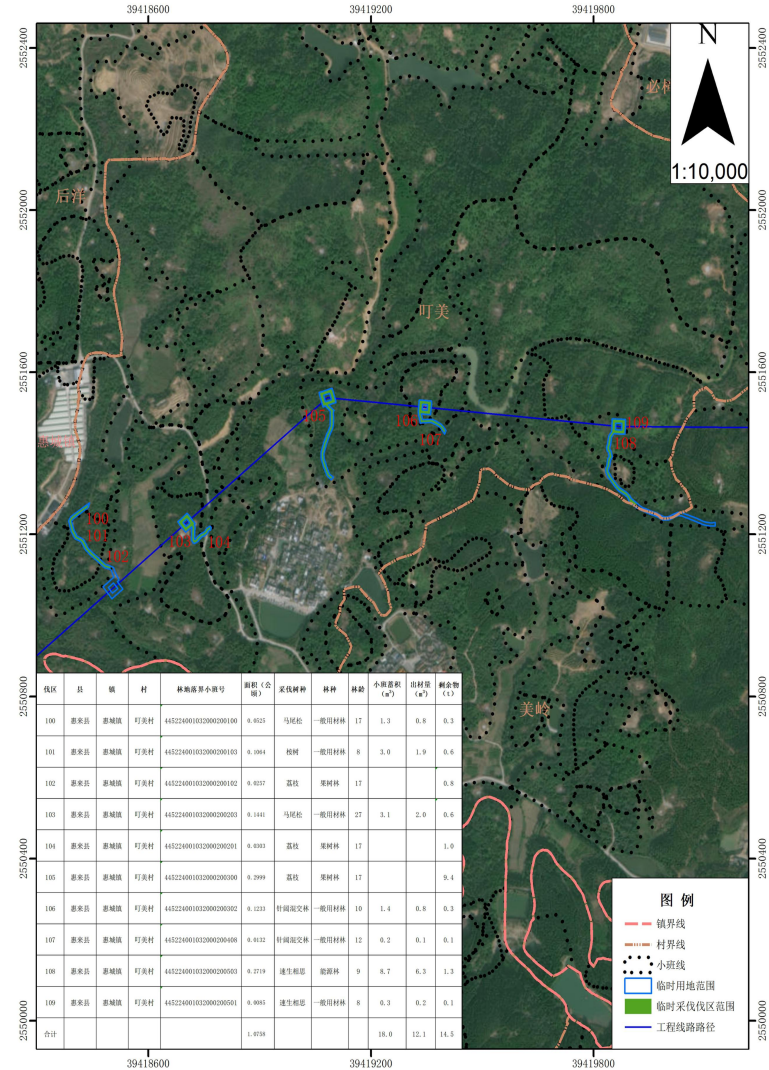 39418600 39419200 39419800
2552400 2552400
N
1:10,000
后洋
2552000 2552000
叮美
2551600 2551600
105 106 109
107 108
100
101 103 104
102
2551200 2551200
2550800 2550800
美岭
伐区 县 镇 村 林地落界小班号 面积（公顷） 采伐树种 林种 林龄 小班蓄积（m³） 出材量（m³） 剩余物（t）
100 惠来县 惠城镇 叮美村 445224001032000200100 0.0525 马尾松 一般用材林 17 1.3 0.8 0.3
101 惠来县 惠城镇 叮美村 445224001032000200103 0.1064 桉树 一般用材林 8 3.0 1.9 0.6
102 惠来县 惠城镇 叮美村 445224001032000200102 0.0257 荔枝 果树林 17 0.8
103 惠来县 惠城镇 叮美村 445224001032000200203 0.1441 马尾松 一般用材林 27 3.1 2.0 0.6
104 惠来县 惠城镇 叮美村 445224001032000200201 0.0303 荔枝 果树林 17 1.0
105 惠来县 惠城镇 叮美村 445224001032000200300 0.2999 荔枝 果树林 17 9.4
106 惠来县 惠城镇 叮美村 445224001032000200302 0.1233 针阔混交林 一般用材林 10 1.4 0.8 0.3
107 惠来县 惠城镇 叮美村 445224001032000200408 0.0132 针阔混交林 一般用材林 12 0.2 0.1 0.1
108 惠来县 惠城镇 叮美村 445224001032000200503 0.2719 速生相思 能源林 9 8.7 6.3 1.3
109 惠来县 惠城镇 叮美村 445224001032000200501 0.0085 速生相思 一般用材林 8 0.3 0.2 0.1
合计 1.0758 18.0 12.1 14.5
2550400 2550400
图 例
镇界线
村界线
小班线
临时用地范围
临时采伐伐区范围
工程线路路径
2550000 2550000
39418600 39419200 39419800